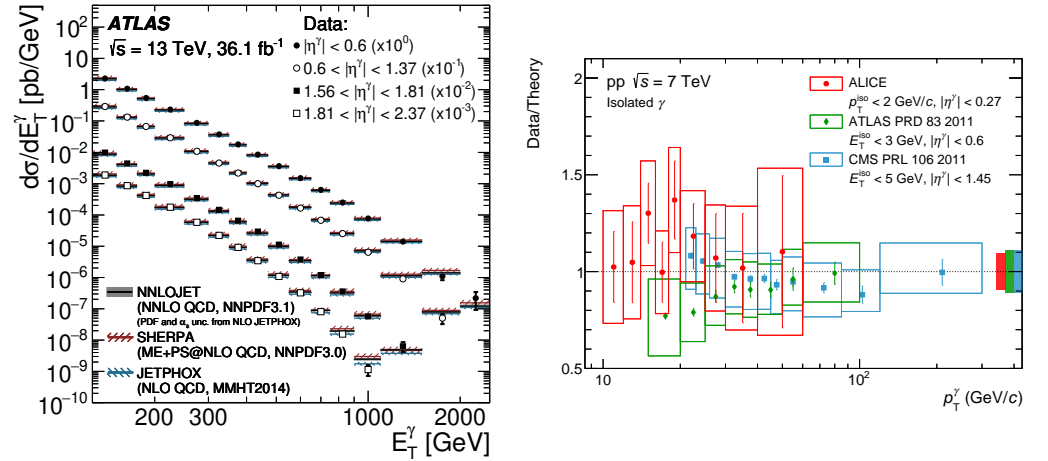 ATLAS
√s = 13 TeV, 36.1 fb⁻¹
Data:
|η^γ| < 0.6 (x10⁰)
0.6 < |η^γ| < 1.37 (x10⁻¹)
1.56 < |η^γ| < 1.81 (x10⁻²)
1.81 < |η^γ| < 2.37 (x10⁻³)
dσ/dE_T^γ [pb/GeV]
10²
10
1
10⁻¹
10⁻²
10⁻³
10⁻⁴
10⁻⁵
10⁻⁶
10⁻⁷
10⁻⁸
10⁻⁹
10⁻¹⁰
NNLOJET
(NNLO QCD, NNPDF3.1)
(PDF and α_s unc. from NLO JETPHOX)
SHERPA
(ME+PS@NLO QCD, NNPDF3.0)
JETPHOX
(NLO QCD, MMHT2014)
200 300 1000 2000
E_T^γ [GeV]
Data/Theory
2
1.5
1
0.5
pp √s = 7 TeV
Isolated γ
ALICE
p_T^iso < 2 GeV/c, |η^γ| < 0.27
ATLAS PRD 83 2011
E_T^iso < 3 GeV, |η^γ| < 0.6
CMS PRL 106 2011
E_T^iso < 5 GeV, |η^γ| < 1.45
10 10²
p_T^γ (GeV/c)